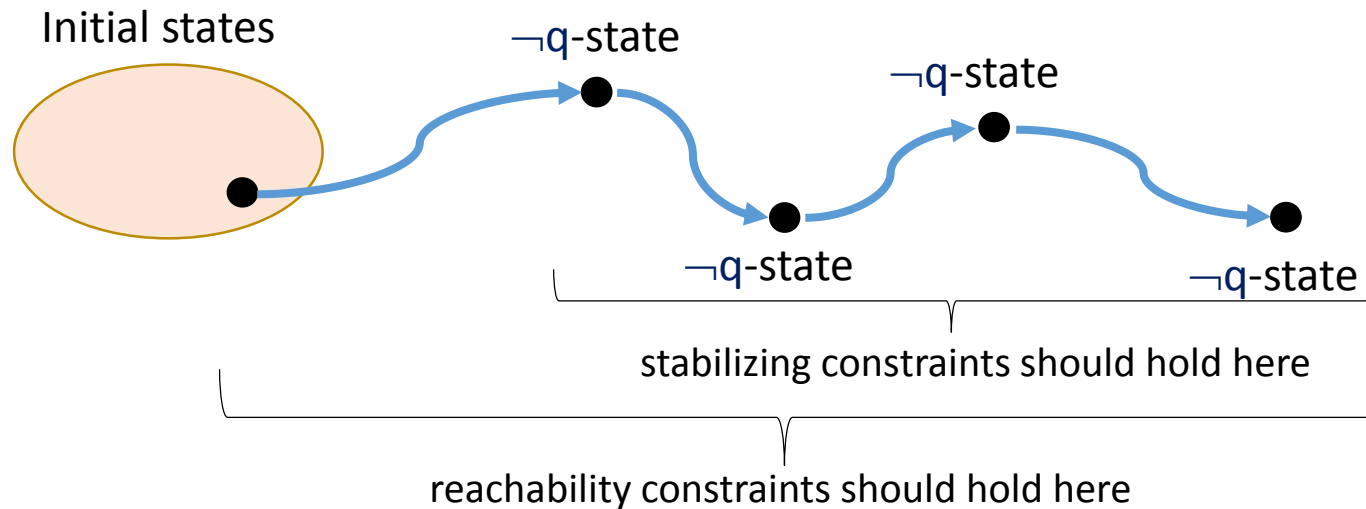 Initial states
¬q-state
¬q-state
¬q-state
¬q-state
stabilizing constraints should hold here
reachability constraints should hold here